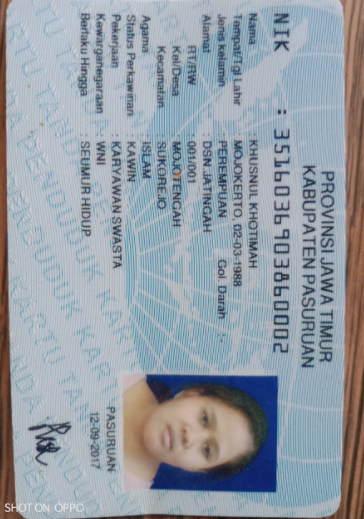 PROVINSI JAWA TIMUR
KABUPATEN PASURUAN
NIK : 3516036903860002
Nama : KHUSNUL KHOTIMAH
Tempat/Tgl Lahir : MOJOKERTO, 02-03-1988
Jenis kelamin : PEREMPUAN Gol. Darah : -
Alamat : DSN.JATINGAH
RT/RW : 001/001
Kel/Desa : MOJOTENGAH
Kecamatan : SUKOREJO
Agama : ISLAM
Status Perkawinan : KAWIN
Pekerjaan : KARYAWAN SWASTA
Kewarganegaraan : WNI
Berlaku Hingga : SEUMUR HIDUP
PASURUAN
12-09-2017
SHOT ON OPPO